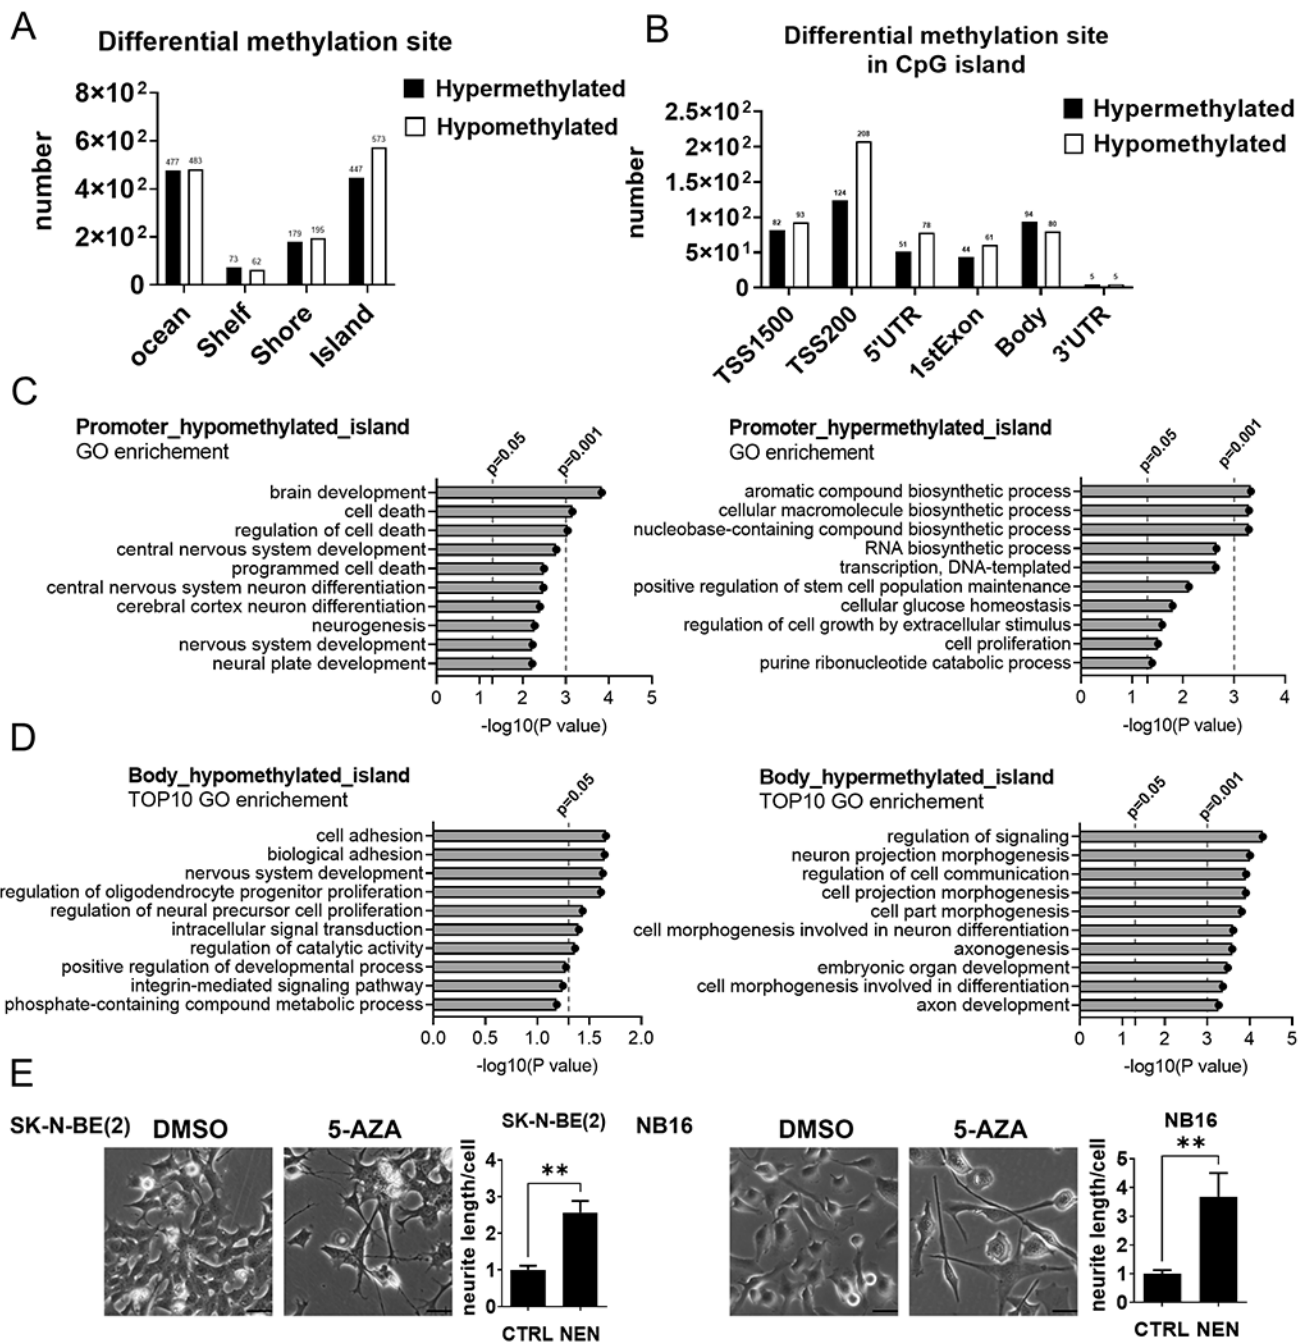 A
Differential methylation site
Hypermethylated
Hypomethylated
number
8×10²
6×10²
4×10²
2×10²
0
477
483
73
62
179
195
447
573
ocean
Shelf
Shore
Island
B
Differential methylation site
in CpG island
Hypermethylated
Hypomethylated
number
2.5×10²
2×10²
1.5×10²
1×10²
5×10¹
0
82
93
124
208
51
78
44
61
94
80
5
5
TSS1500
TSS200
5'UTR
1stExon
Body
3'UTR
C
Promoter_hypomethylated_island
GO enrichement
p=0.05
p=0.001
brain development
cell death
regulation of cell death
central nervous system development
programmed cell death
central nervous system neuron differentiation
cerebral cortex neuron differentiation
neurogenesis
nervous system development
neural plate development
0 1 2 3 4 5
-log10(P value)
Promoter_hypermethylated_island
GO enrichement
p=0.05
p=0.001
aromatic compound biosynthetic process
cellular macromolecule biosynthetic process
nucleobase-containing compound biosynthetic process
RNA biosynthetic process
transcription, DNA-templated
positive regulation of stem cell population maintenance
cellular glucose homeostasis
regulation of cell growth by extracellular stimulus
cell proliferation
purine ribonucleotide catabolic process
0 1 2 3 4
-log10(P value)
D
Body_hypomethylated_island
TOP10 GO enrichement
p=0.05
cell adhesion
biological adhesion
nervous system development
regulation of oligodendrocyte progenitor proliferation
regulation of neural precursor cell proliferation
intracellular signal transduction
regulation of catalytic activity
positive regulation of developmental process
integrin-mediated signaling pathway
phosphate-containing compound metabolic process
0.0 0.5 1.0 1.5 2.0
-log10(P value)
Body_hypermethylated_island
TOP10 GO enrichement
p=0.05
p=0.001
regulation of signaling
neuron projection morphogenesis
regulation of cell communication
cell projection morphogenesis
cell part morphogenesis
cell morphogenesis involved in neuron differentiation
axonogenesis
embryonic organ development
cell morphogenesis involved in differentiation
axon development
0 1 2 3 4 5
-log10(P value)
E
SK-N-BE(2)
DMSO
5-AZA
SK-N-BE(2)
neurite length/cell
4
3
2
1
0
**
CTRL NEN
NB16
DMSO
5-AZA
NB16
neurite length/cell
5
4
3
2
1
0
**
CTRL NEN